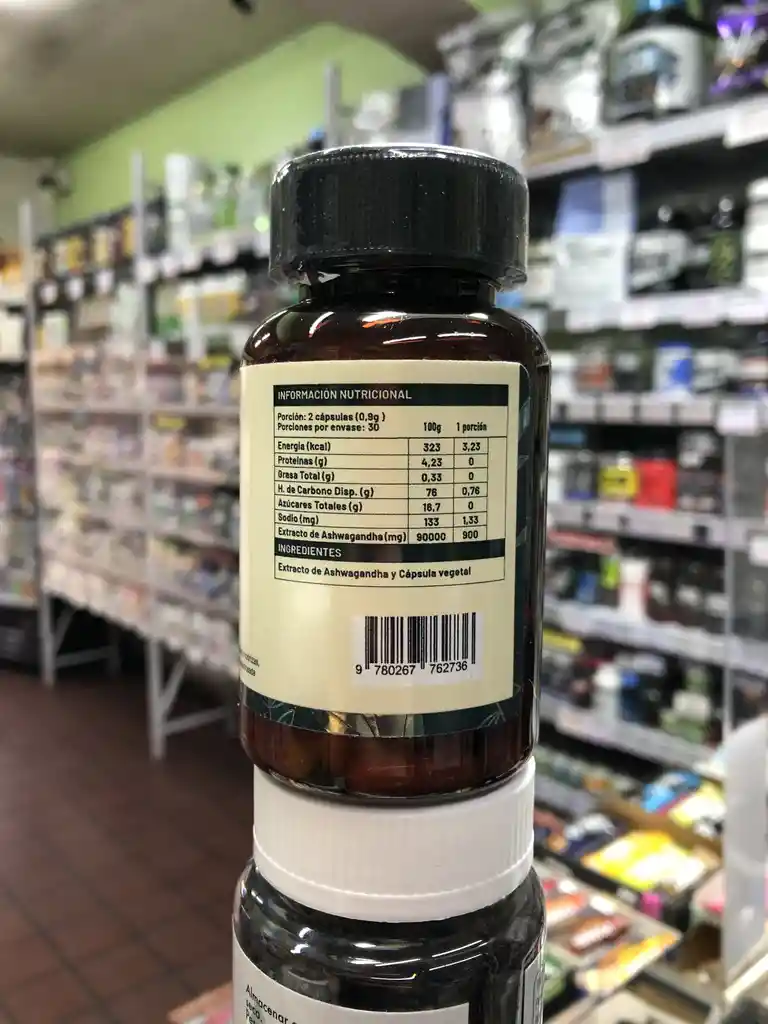 INFORMACIÓN NUTRICIONAL
Porción: 2 cápsulas (0,9g )
Porciones por envase: 30 100g 1 porción
Energía (kcal) 323 3,23
Proteinas (g) 4,23 0
Grasa Total (g) 0,33 0
H. de Carbono Disp. (g) 76 0,76
Azúcares Totales (g) 16,7 0
Sodio (mg) 133 1,33
Extracto de Ashwagandha (mg) 90000 900
INGREDIENTES
Extracto de Ashwagandha y Cápsula vegetal
9 780267 762736
Almacenar